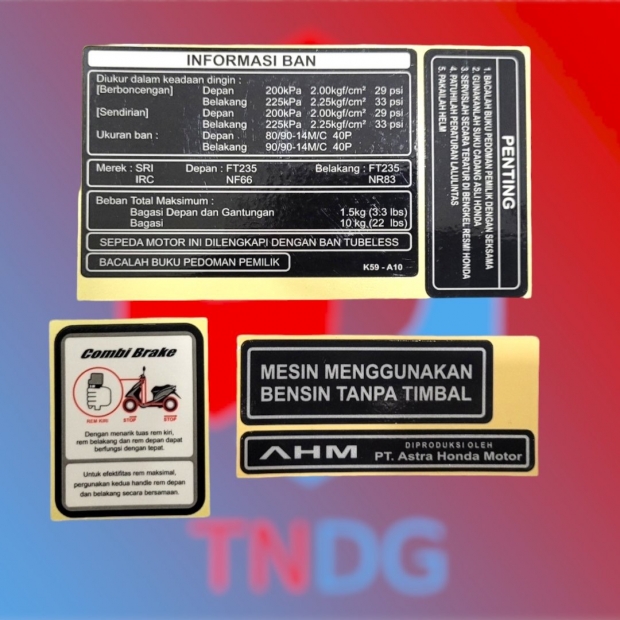 INFORMASI BAN
Diukur dalam keadaan dingin :
[Berboncengan] Depan 200kPa 2.00kgf/cm² 29 psi
Belakang 225kPa 2.25kgf/cm² 33 psi
[Sendirian] Depan 200kPa 2.00kgf/cm² 29 psi
Belakang 225kPa 2.25kgf/cm² 33 psi
Ukuran ban : Depan 80/90-14M/C 40P
Belakang 90/90-14M/C 40P
Merek : SRI Depan : FT235 Belakang : FT235
IRC NF66 NR83
Beban Total Maksimum :
Bagasi Depan dan Gantungan 1.5kg (3.3 lbs)
Bagasi 10 kg (22 lbs)
SEPEDA MOTOR INI DILENGKAPI DENGAN BAN TUBELESS
BACALAH BUKU PEDOMAN PEMILIK
K59 - A10
PENTING
1. BACALAH BUKU PEDOMAN PEMILIK DENGAN SEKSAMA
2. GUNAKANLAH SUKU CADANG ASLI HONDA
3. SERVISLAH SECARA TERATUR DI BENGKEL RESMI HONDA
4. PATUHILAH PERATURAN LALULINTAS
5. PAKAILAH HELM
Combi Brake
REM KIRI
STOP STOP
Dengan menarik tuas rem kiri,
rem belakang dan rem depan dapat
berfungsi dengan tepat.
Untuk efektifitas rem maksimal,
pergunakan kedua handle rem depan
dan belakang secara bersamaan.
MESIN MENGGUNAKAN
BENSIN TANPA TIMBAL
AHM
DIPRODUKSI OLEH
PT. Astra Honda Motor
TNDG